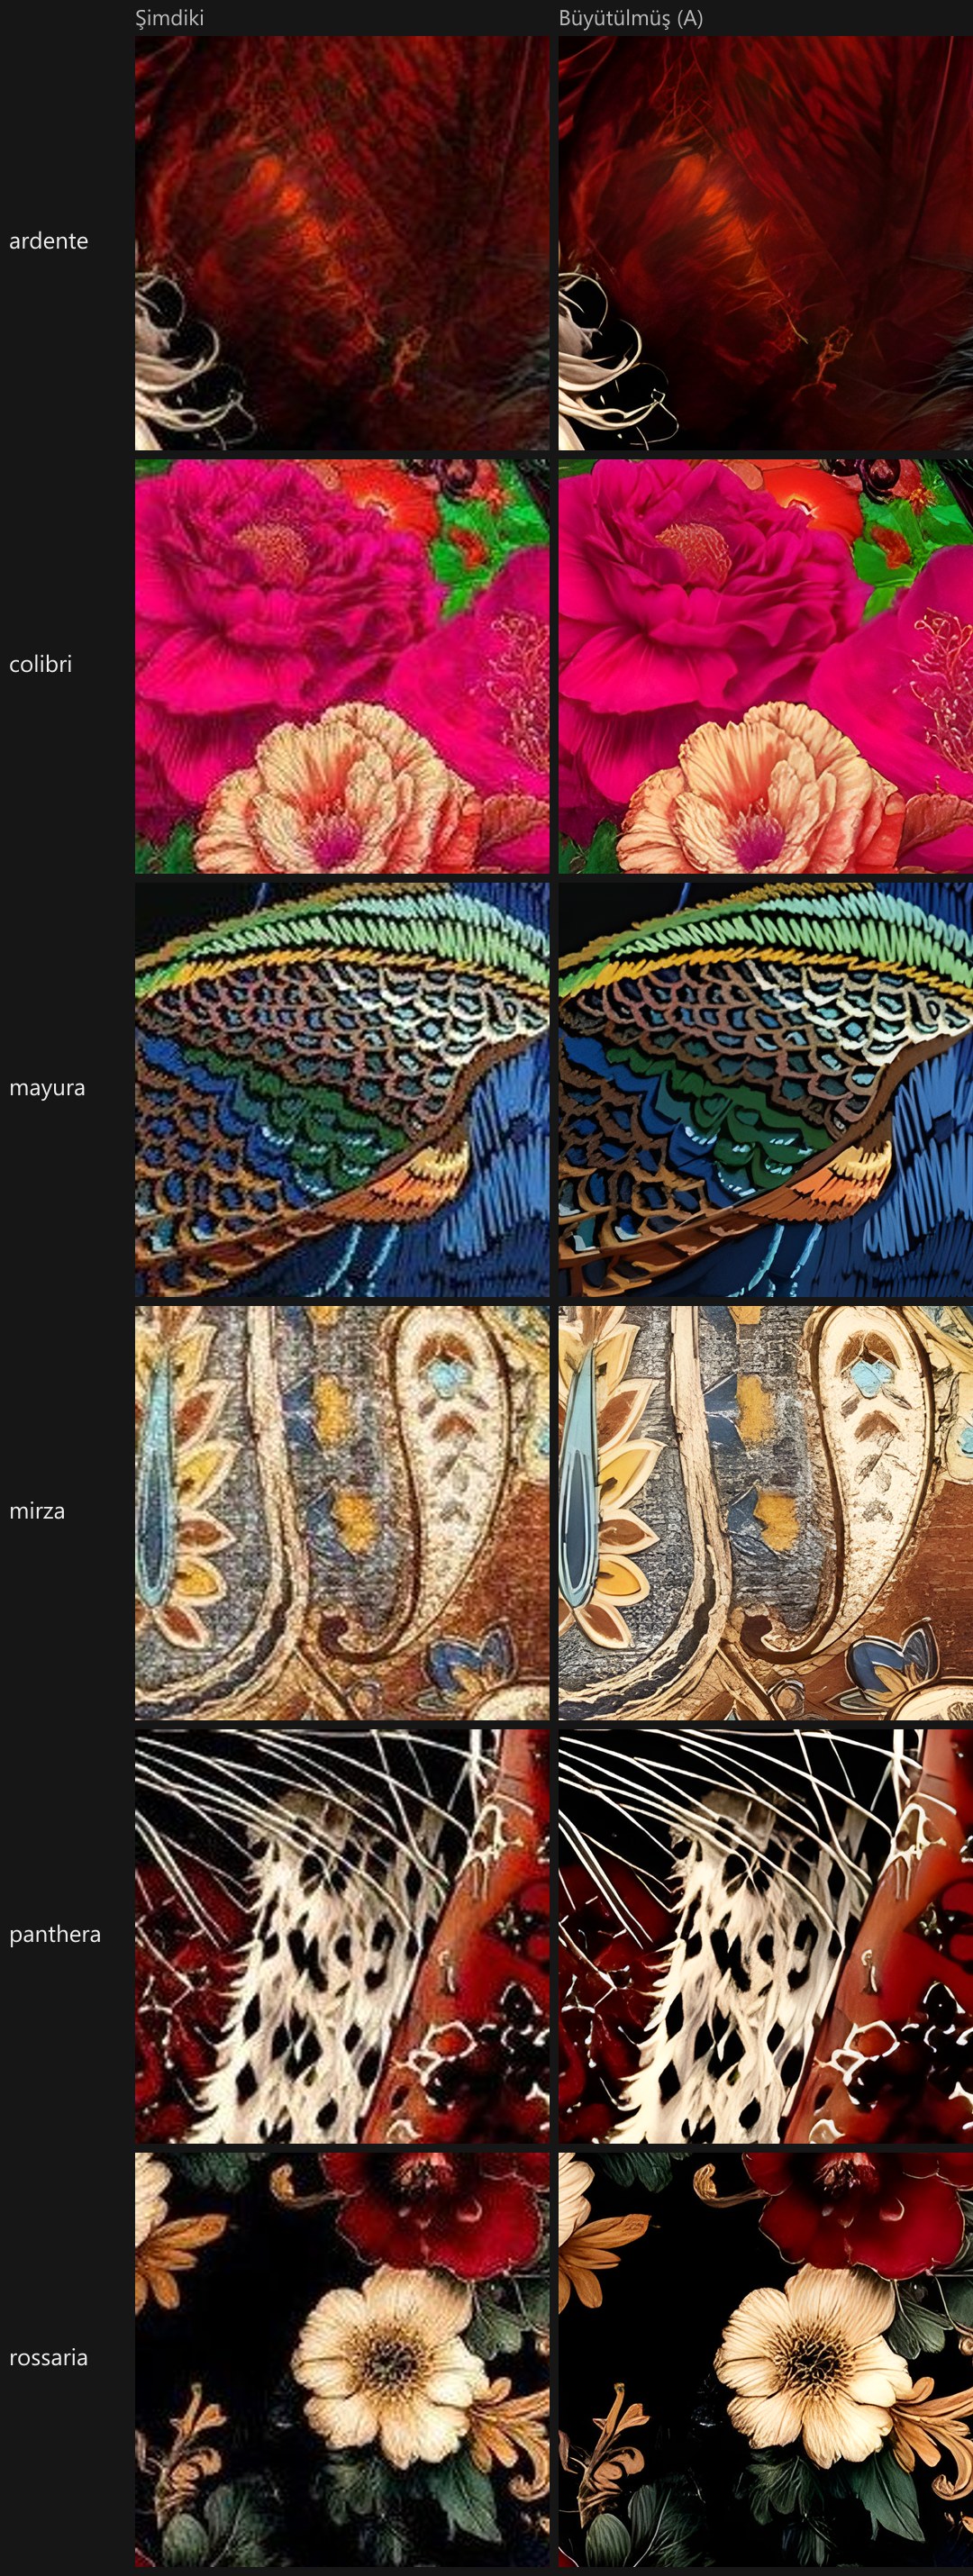 Şimdiki
Büyütülmüş (A)
ardente
colibri
mayura
mirza
panthera
rossaria